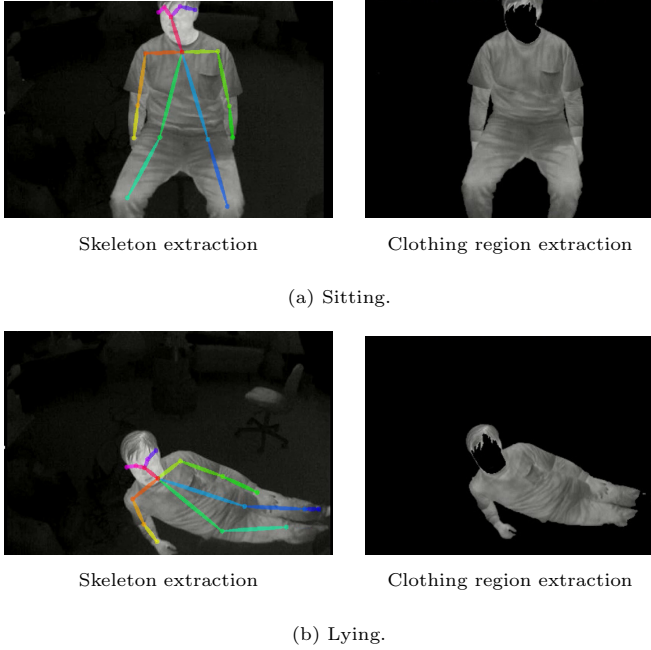 Skeleton extraction
Clothing region extraction
(a) Sitting.
Skeleton extraction
Clothing region extraction
(b) Lying.